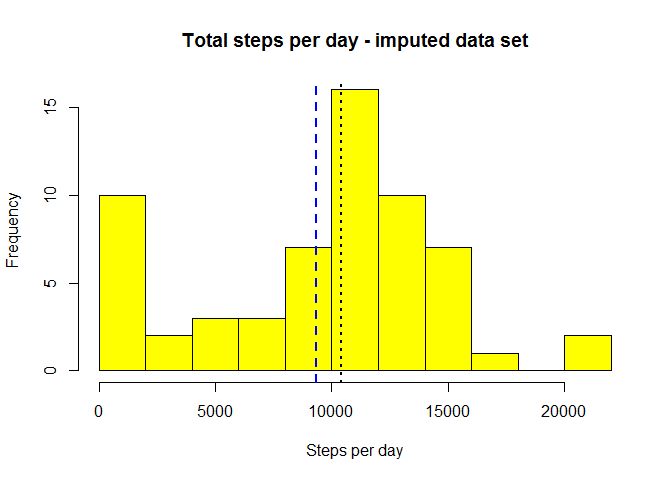 Total steps per day - imputed data set
Frequency
15
10
5
0
0 5000 10000 15000 20000
Steps per day